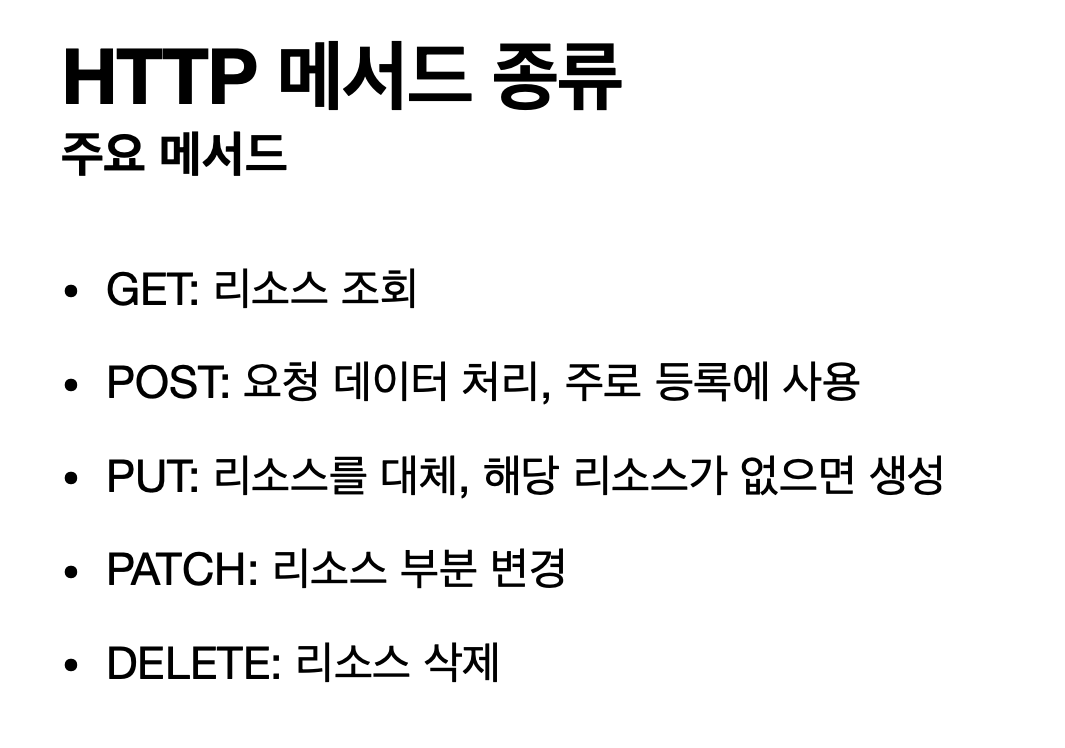 HTTP 메서드 종류
주요 메서드
• GET: 리소스 조회
• POST: 요청 데이터 처리, 주로 등록에 사용
• PUT: 리소스를 대체, 해당 리소스가 없으면 생성
• PATCH: 리소스 부분 변경
• DELETE: 리소스 삭제